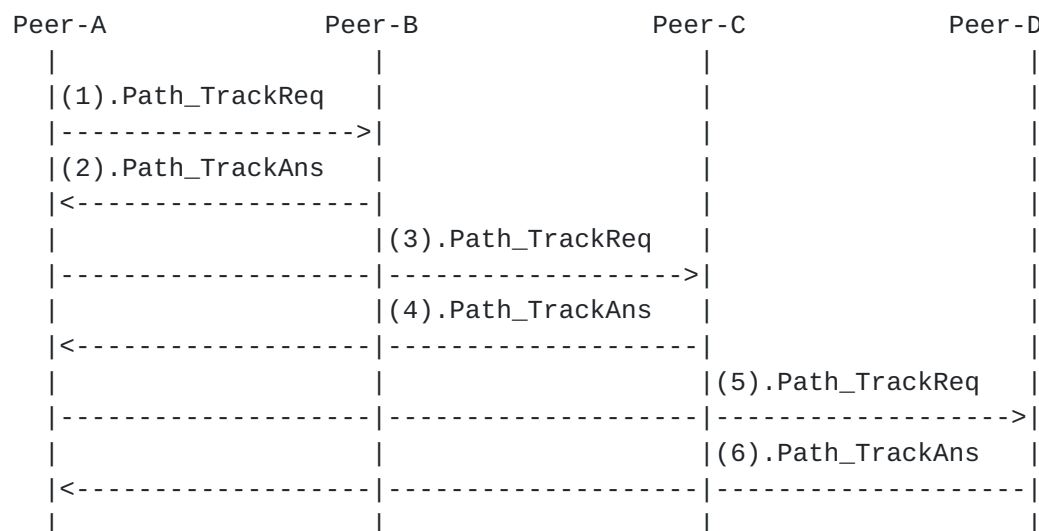 Peer-A Peer-B Peer-C Peer-D
(1).Path_TrackReq
(2).Path_TrackAns
(3).Path_TrackReq
(4).Path_TrackAns
(5).Path_TrackReq
(6).Path_TrackAns